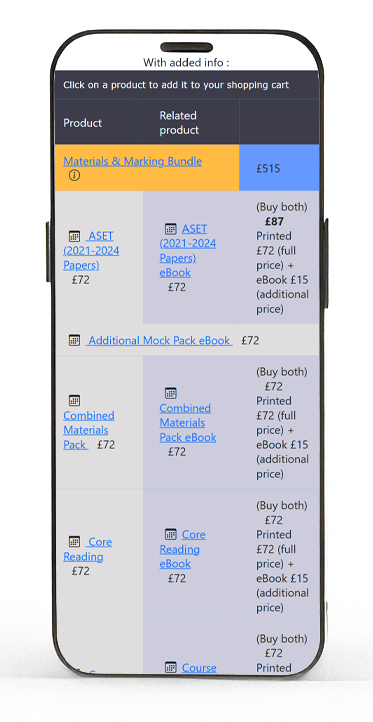 With added info :
Click on a product to add it to your shopping cart
Product
Related
product
Materials & Marking Bundle
£515
ASET
(2021-2024
Papers)
£72
ASET
(2021-2024
Papers)
eBook
£72
(Buy both)
£87
Printed
£72 (full
price) +
eBook £15
(additional
price)
Additional Mock Pack eBook £72
Combined
Materials
Pack £72
Combined
Materials
Pack eBook
£72
(Buy both)
£72
Printed
£72 (full
price) +
eBook £15
(additional
price)
Core
Reading
£72
Core
Reading
eBook
£72
(Buy both)
£72
Printed
£72 (full
price) +
eBook £15
(additional
price)
Course
(Buy both)
£72
Printed